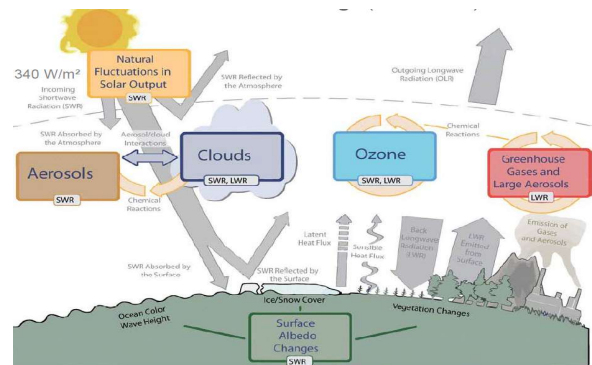 340 W/m²
Natural
Fluctuations in
Solar Output
SWR
Incoming
shortwave
Radiation (SWR)
SWR Reflected by
the Atmosphere
Outgoing Longwave
Radiation (OLR)
SWR Absorbed by
the Atmosphere
Aerosol/cloud
Interactions
Chemical
Reactions
Aerosols
SWR
Clouds
SWR, LWR
Ozone
SWR, LWR
Greenhouse
Gases and
Large Aerosols
LWR
Chemical
Reactions
Latent
Heat Flux
Sensible
Heat Flux
Back
Longwave
Radiation
(LWR)
LWR
Emitted
from
Surface
Emission of
Gases
and Aerosols
SWR Absorbed by
the Surface
SWR Reflected by
the Surface
Ice/Snow Cover
Ocean Color
Wave Height
Vegetation Changes
Surface
Albedo
Changes
SWR